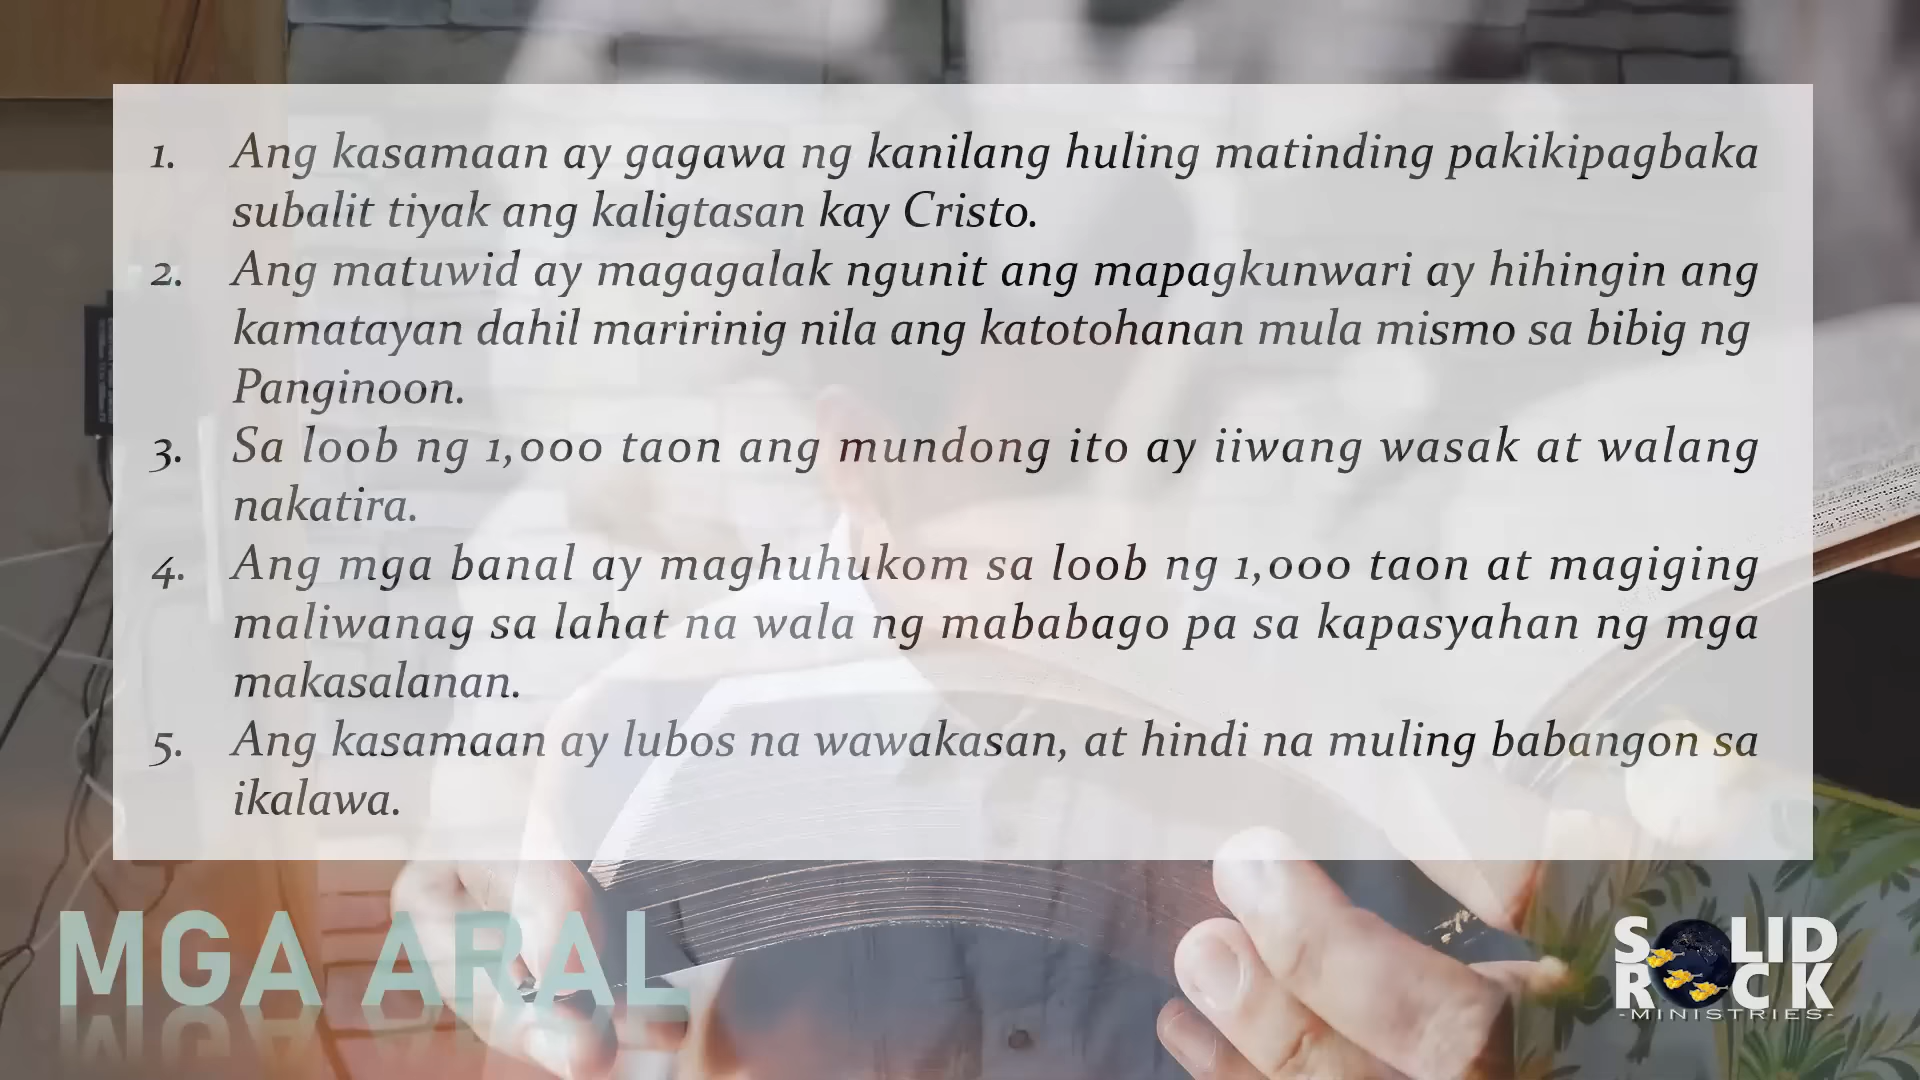 1. Ang kasamaan ay gagawa ng kanilang huling matinding pakikipagbaka
subalit tiyak ang kaligtasan kay Cristo.
2. Ang matuwid ay magagalak ngunit ang mapagkunwari ay hihingin ang
kamatayan dahil maririnig nila ang katotohanan mula mismo sa bibig ng
Panginoon.
3. Sa loob ng 1,000 taon ang mundong ito ay iiwang wasak at walang
nakatira.
4. Ang mga banal ay maghuhukom sa loob ng 1,000 taon at magiging
maliwanag sa lahat na wala ng mababago pa sa kapasyahan ng mga
makasalanan.
5. Ang kasamaan ay lubos na wawakasan, at hindi na muling babangon sa
ikalawa.
MGA ARAL
SOLID
ROCK
-MINISTRIES-